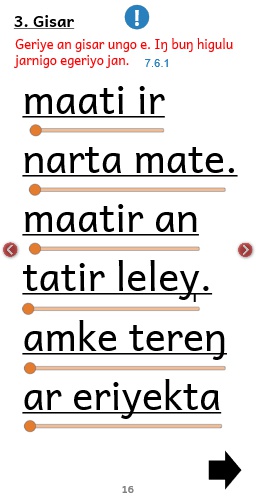 3. Gisar
!
Geriye an gisar ungo e. Iŋ buŋ higulu
jarnigo egeriyo jan. 7.6.1
maati ir
narta mate.
maatir an
tatir leley.
amke tereŋ
ar eriyekta
16